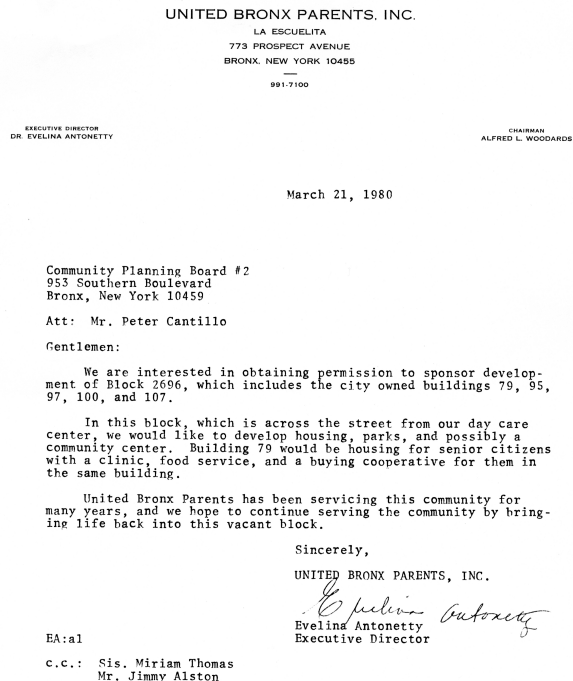 UNITED BRONX PARENTS, INC.
LA ESCUELITA
773 PROSPECT AVENUE
BRONX, NEW YORK 10455
991-7100
EXECUTIVE DIRECTOR
DR. EVELINA ANTONETTY
CHAIRMAN
ALFRED L. WOODARDS
March 21, 1980
Community Planning Board #2
953 Southern Boulevard
Bronx, New York 10459
Att: Mr. Peter Cantillo
Gentlemen:
We are interested in obtaining permission to sponsor develop-
ment of Block 2696, which includes the city owned buildings 79, 95,
97, 100, and 107.
In this block, which is across the street from our day care
center, we would like to develop housing, parks, and possibly a
community center. Building 79 would be housing for senior citizens
with a clinic, food service, and a buying cooperative for them in
the same building.
United Bronx Parents has been servicing this community for
many years, and we hope to continue serving the community by bring-
ing life back into this vacant block.
Sincerely,
UNITED BRONX PARENTS, INC.
Evelina Antonetty
Evelina Antonetty
Executive Director
EA:al
c.c.: Sis. Miriam Thomas
Mr. Jimmy Alston